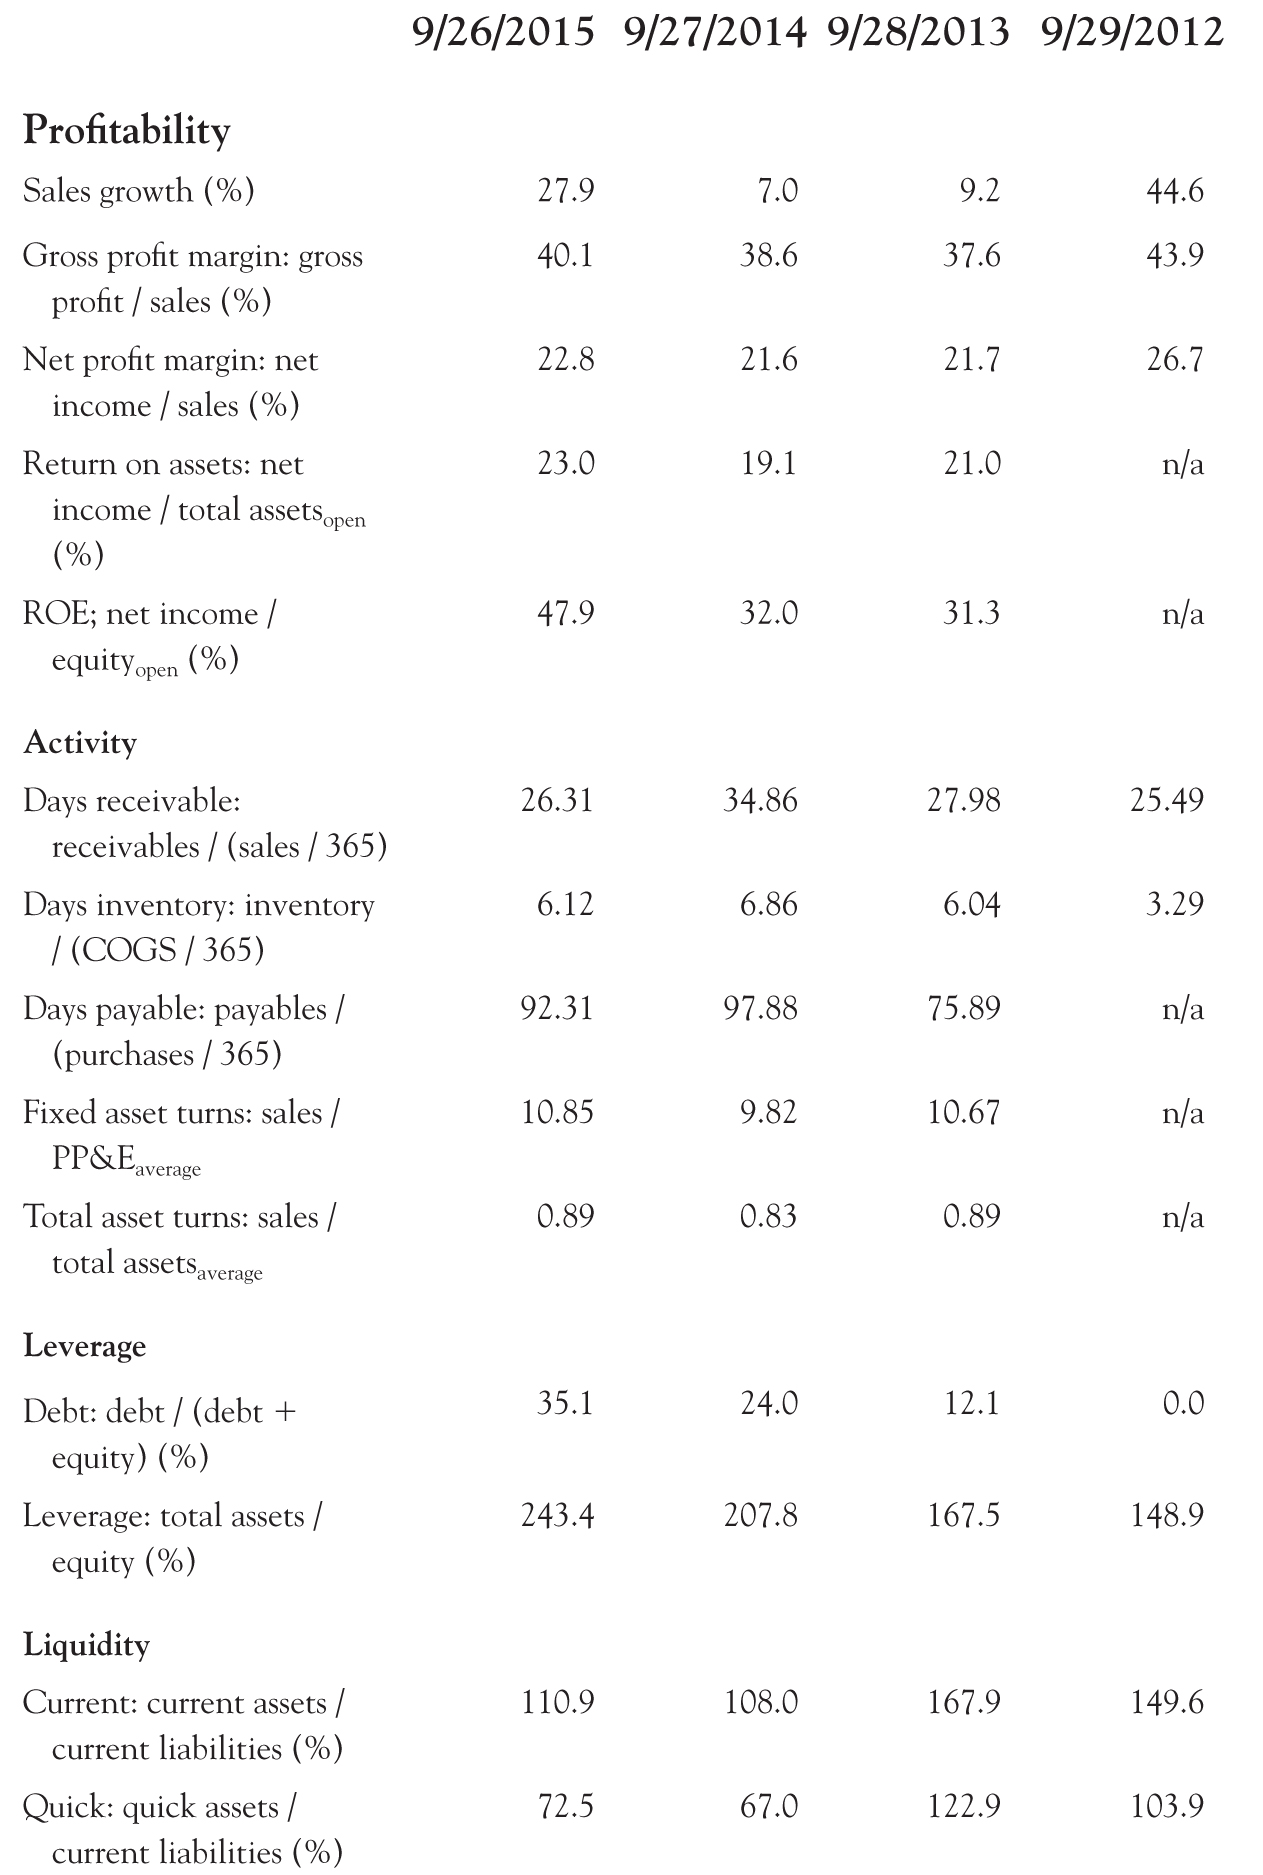 9/26/2015 9/27/2014 9/28/2013 9/29/2012
Profitability
Sales growth (%) 27.9 7.0 9.2 44.6
Gross profit margin: gross 40.1 38.6 37.6 43.9
profit / sales (%)
Net profit margin: net 22.8 21.6 21.7 26.7
income / sales (%)
Return on assets: net 23.0 19.1 21.0 n/a
income / total assetsopen
(%)
ROE; net income / 47.9 32.0 31.3 n/a
equityopen (%)
Activity
Days receivable: 26.31 34.86 27.98 25.49
receivables / (sales / 365)
Days inventory: inventory 6.12 6.86 6.04 3.29
/ (COGS / 365)
Days payable: payables / 92.31 97.88 75.89 n/a
(purchases / 365)
Fixed asset turns: sales / 10.85 9.82 10.67 n/a
PP&Eaverage
Total asset turns: sales / 0.89 0.83 0.89 n/a
total assetsaverage
Leverage
Debt: debt / (debt + 35.1 24.0 12.1 0.0
equity) (%)
Leverage: total assets / 243.4 207.8 167.5 148.9
equity (%)
Liquidity
Current: current assets / 110.9 108.0 167.9 149.6
current liabilities (%)
Quick: quick assets / 72.5 67.0 122.9 103.9
current liabilities (%)